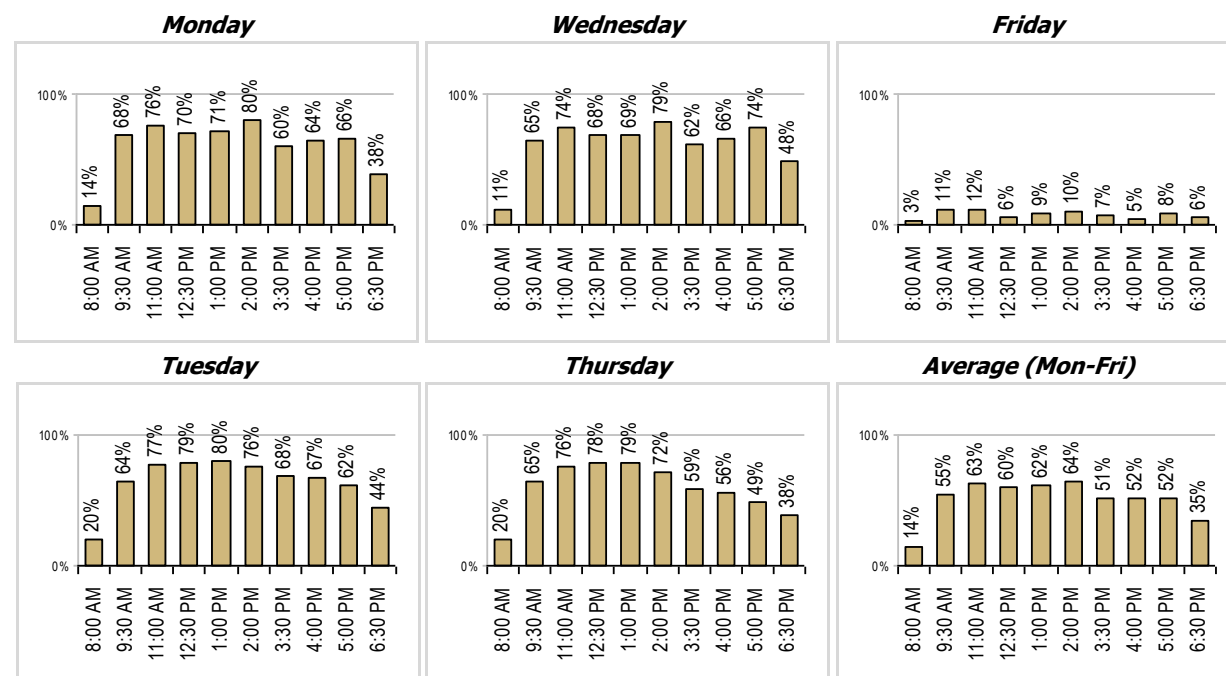 Monday
100%
0%
14%
68%
76%
70%
71%
80%
60%
64%
66%
38%
8:00 AM
9:30 AM
11:00 AM
12:30 PM
1:00 PM
2:00 PM
3:30 PM
4:00 PM
5:00 PM
6:30 PM
Wednesday
100%
0%
11%
65%
74%
68%
69%
79%
62%
66%
74%
48%
8:00 AM
9:30 AM
11:00 AM
12:30 PM
1:00 PM
2:00 PM
3:30 PM
4:00 PM
5:00 PM
6:30 PM
Friday
100%
0%
3%
11%
12%
6%
9%
10%
7%
5%
8%
6%
8:00 AM
9:30 AM
11:00 AM
12:30 PM
1:00 PM
2:00 PM
3:30 PM
4:00 PM
5:00 PM
6:30 PM
Tuesday
100%
0%
20%
64%
77%
79%
80%
76%
68%
67%
62%
44%
8:00 AM
9:30 AM
11:00 AM
12:30 PM
1:00 PM
2:00 PM
3:30 PM
4:00 PM
5:00 PM
6:30 PM
Thursday
100%
0%
20%
65%
76%
78%
79%
72%
59%
56%
49%
38%
8:00 AM
9:30 AM
11:00 AM
12:30 PM
1:00 PM
2:00 PM
3:30 PM
4:00 PM
5:00 PM
6:30 PM
Average (Mon-Fri)
100%
0%
14%
55%
63%
60%
62%
64%
51%
52%
52%
35%
8:00 AM
9:30 AM
11:00 AM
12:30 PM
1:00 PM
2:00 PM
3:30 PM
4:00 PM
5:00 PM
6:30 PM